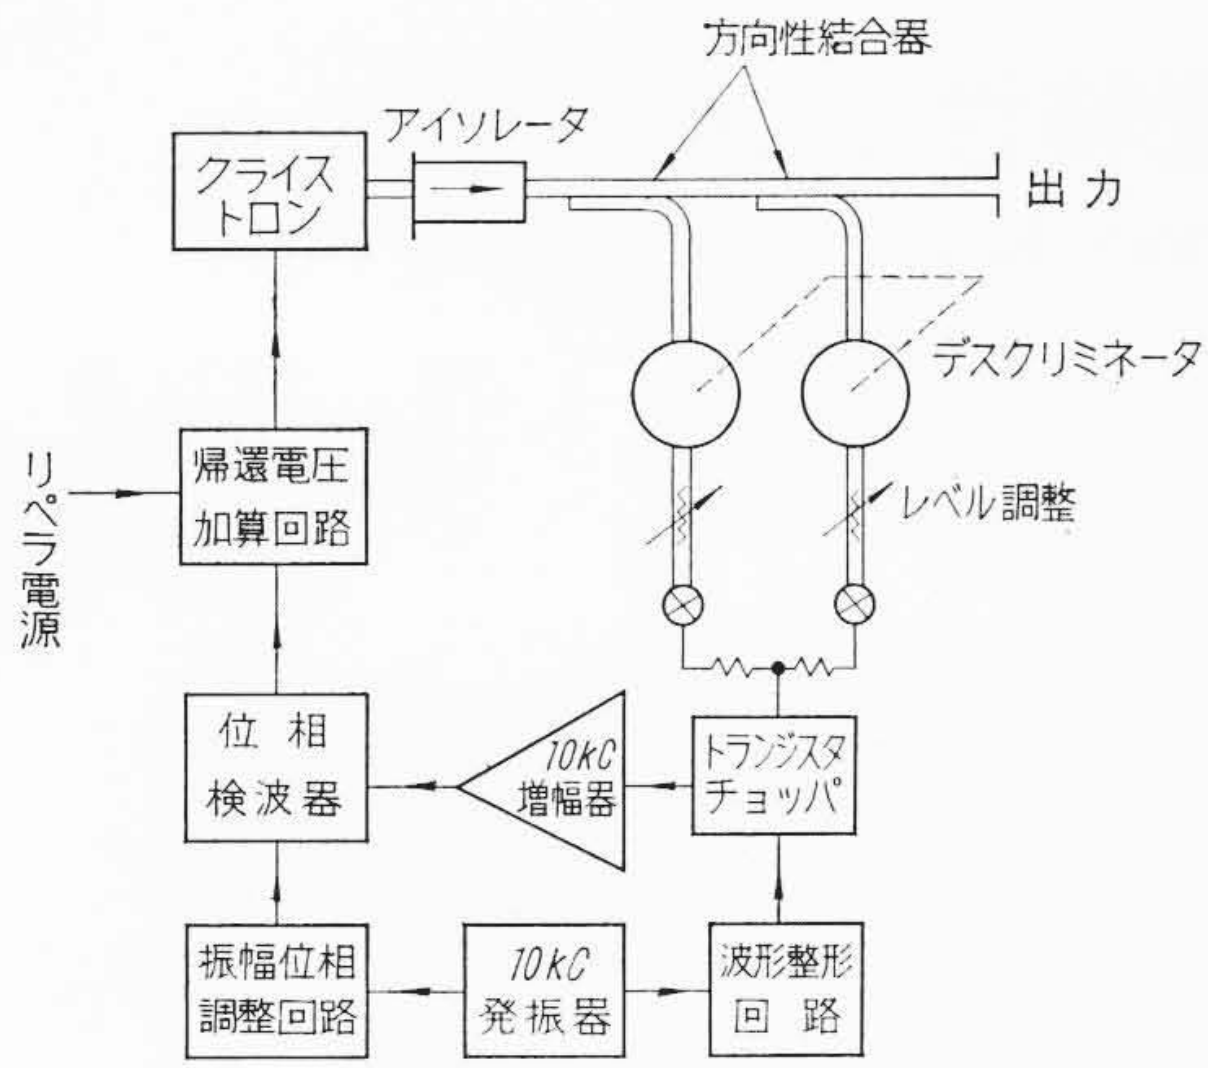 方向性結合器
アイソレータ
クライス
トロン
出力
デスクリミネータ
リペラ電源
帰還電圧
加算回路
レベル調整
位相
検波器
10kC
増幅器
トランジスタ
チョッパ
振幅位相
調整回路
10kC
発振器
波形整形
回路